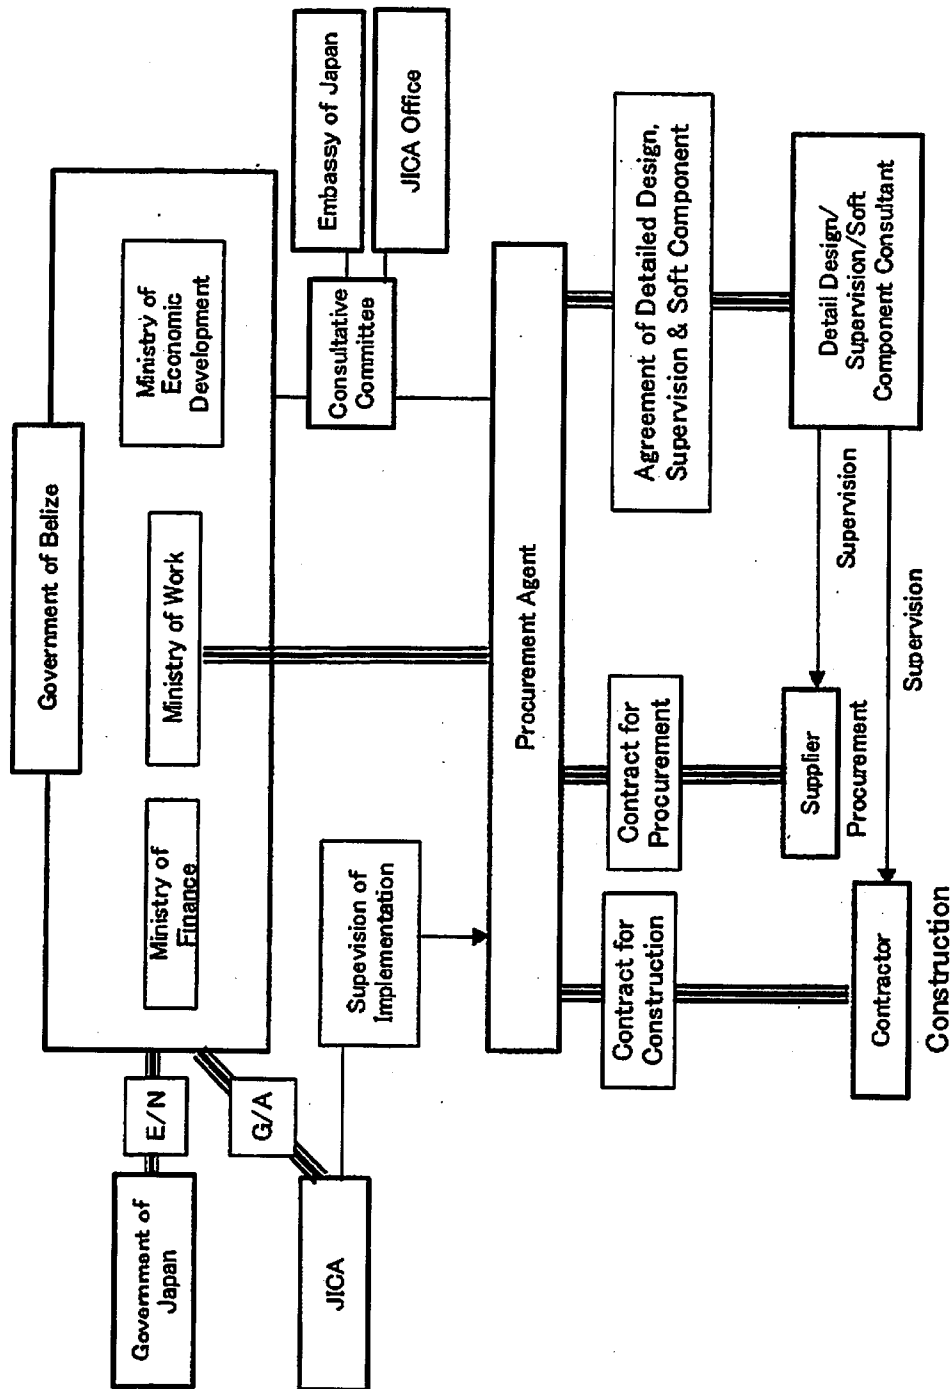 Government of Belize
Ministry of
Finance
Ministry of Work
Ministry of
Economic
Development
Government of
Japan
E/N
G/A
JICA
Supevision of
Implementation
Consultative
Committee
Embassy of Japan
JICA Office
Procurement Agent
Contract for
Construction
Contract for
Procurement
Agreement of Detailed Design,
Supervision & Soft Component
Contractor
Construction
Supplier
Procurement
Supervision
Supervision
Detail Design/
Supervision/Soft
Component Consultant